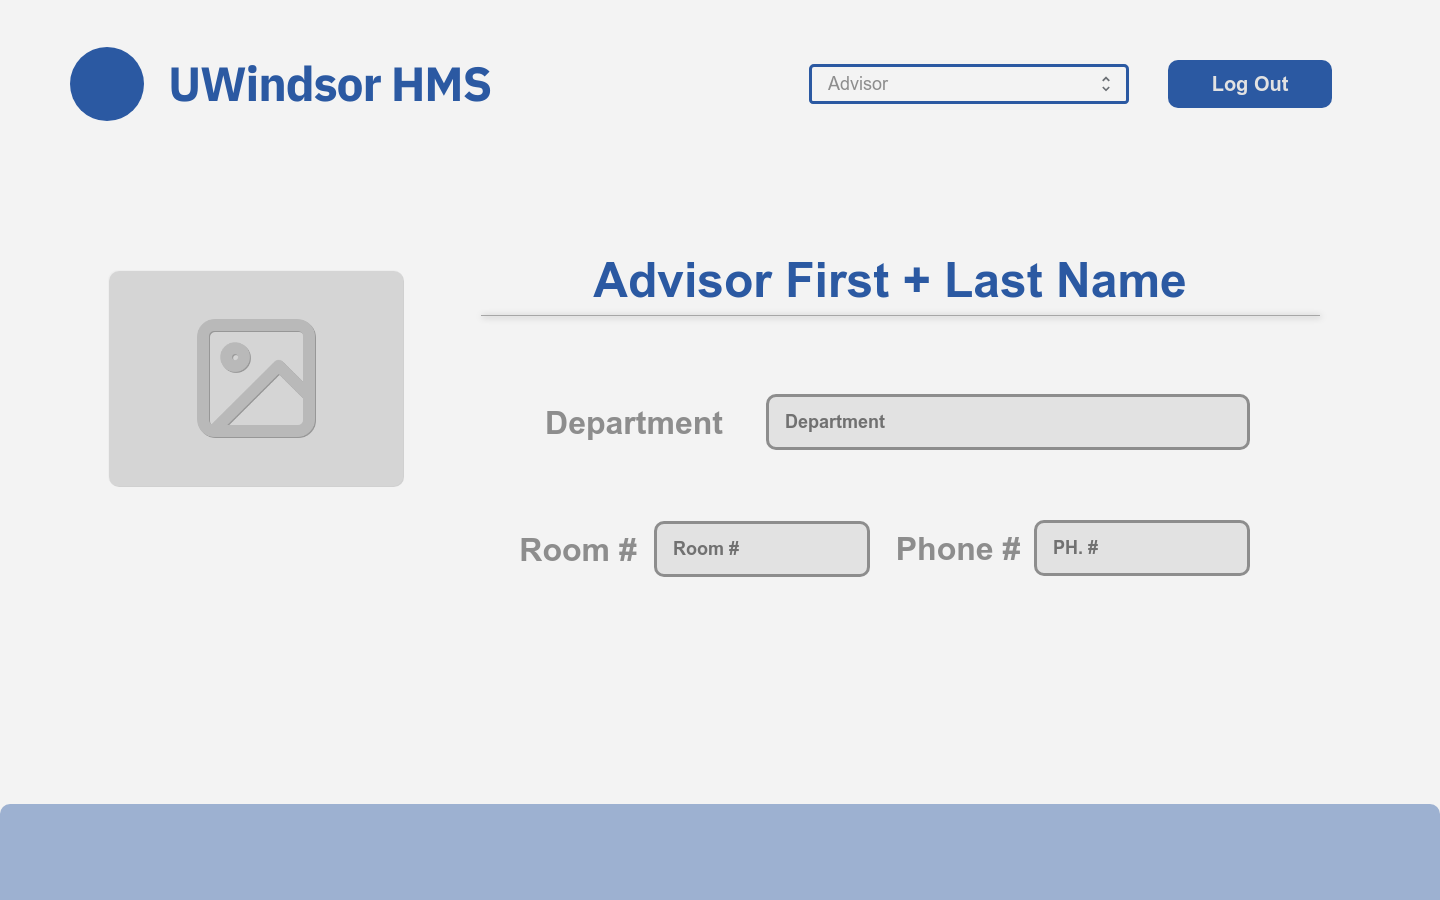 UWindsor HMS
Advisor
Log Out
Advisor First + Last Name
Department
Department
Room #
Room #
Phone #
PH. #